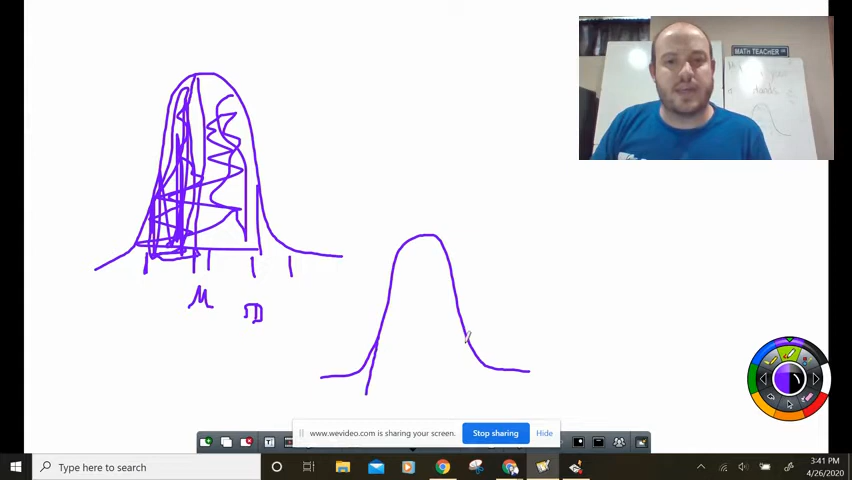 MATH TEACHER
μ
www.wevideo.com is sharing your screen.
Stop sharing
Hide
Type here to search
3:41 PM
4/26/2020